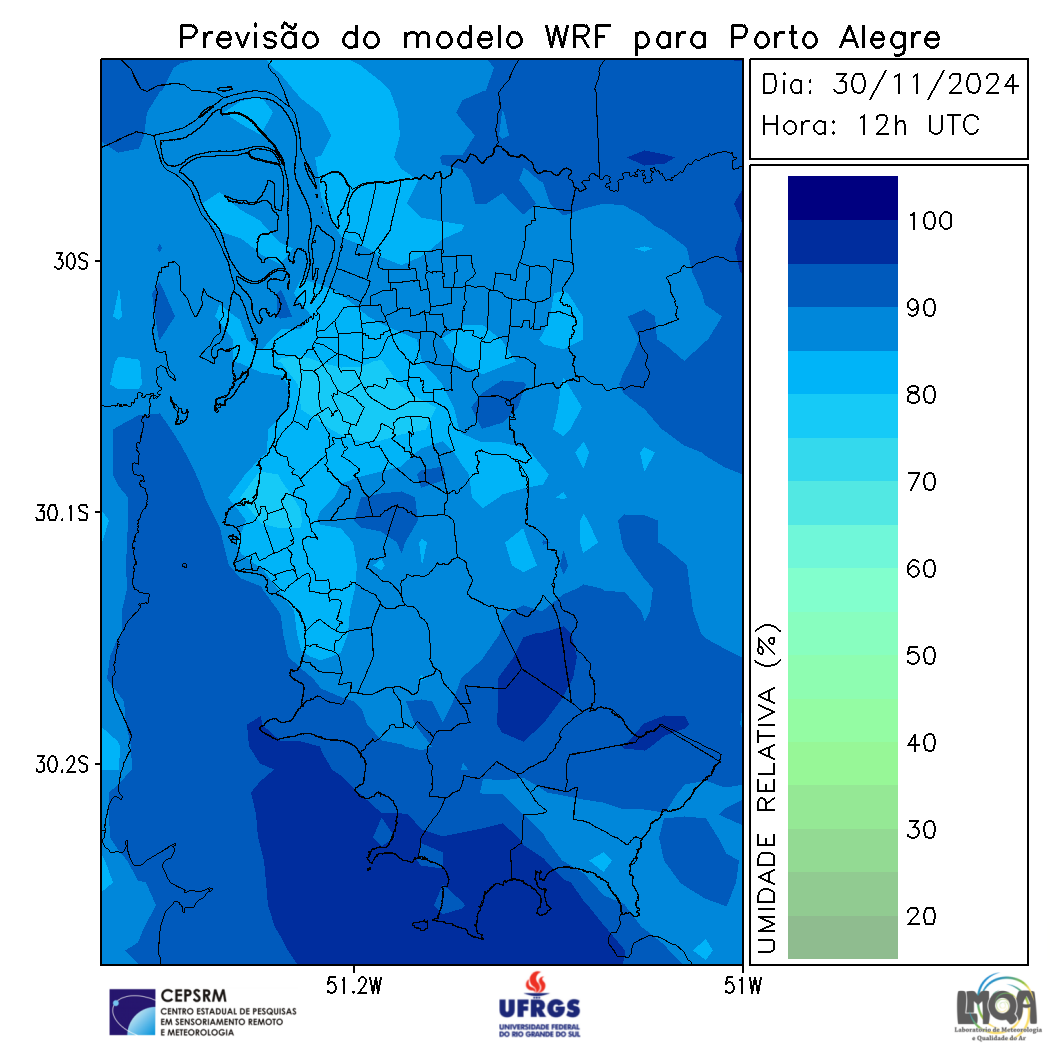 Previsão do modelo WRF para Porto Alegre
Dia: 30/11/2024
Hora: 12h UTC
100
90
80
70
60
50
40
30
20
UMIDADE RELATIVA (%)
30S
30.1S
30.2S
51.2W
51W
CEPSRM
CENTRO ESTADUAL DE PESQUISAS
EM SENSORIAMENTO REMOTO
E METEOROLOGIA
UFRGS
UNIVERSIDADE FEDERAL
DO RIO GRANDE DO SUL
LMQA
Laboratório de Meteorologia
e Qualidade do Ar